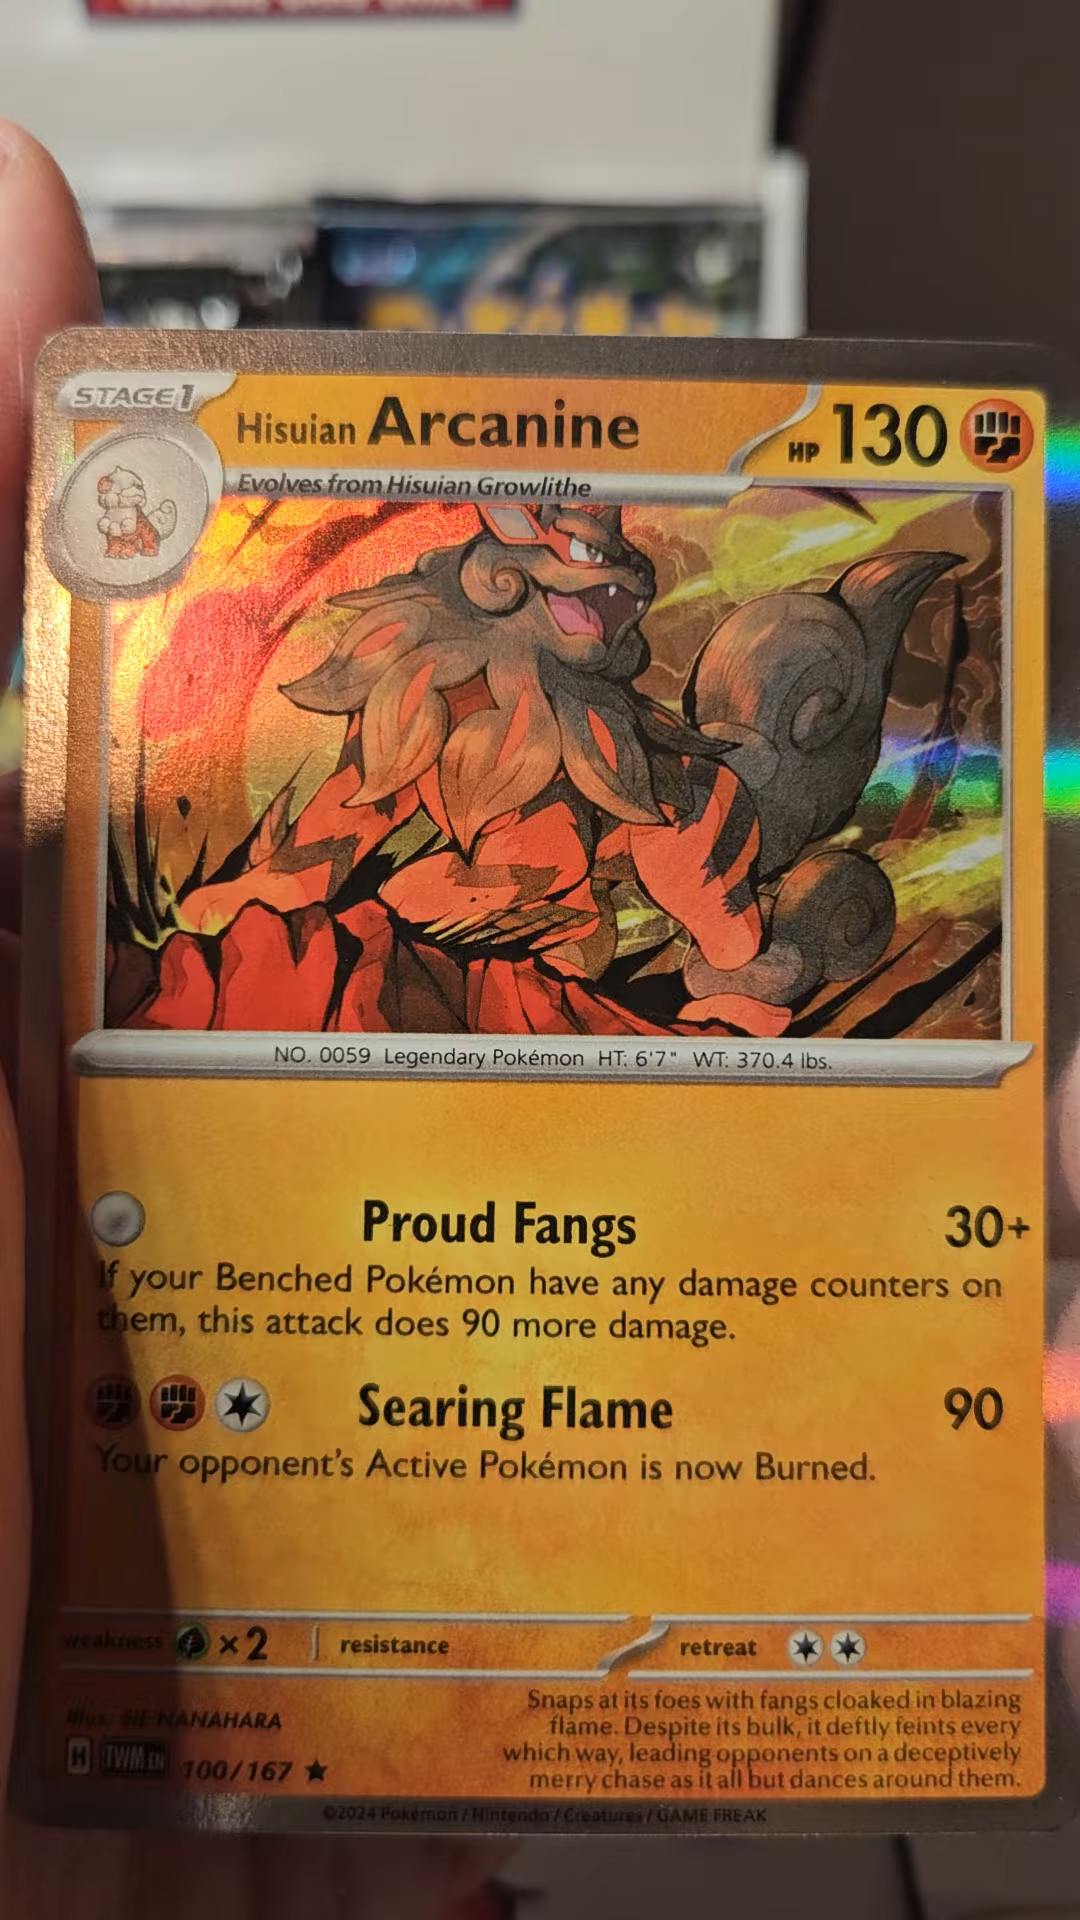 STAGE 1
Hisuian Arcanine
HP 130
Evolves from Hisuian Growlithe
NO. 0059 Legendary Pokémon HT: 6'7" WT: 370.4 lbs.
Proud Fangs 30+
If your Benched Pokémon have any damage counters on
them, this attack does 90 more damage.
Searing Flame 90
Your opponent's Active Pokémon is now Burned.
weakness ×2 resistance retreat
Snaps at its foes with fangs cloaked in blazing
flame. Despite its bulk, it deftly feints every
which way, leading opponents on a deceptively
merry chase as it all but dances around them.
Illus. NANAHARA
H TWM EN 100/167 ★
©2024 Pokémon / Nintendo / Creatures / GAME FREAK